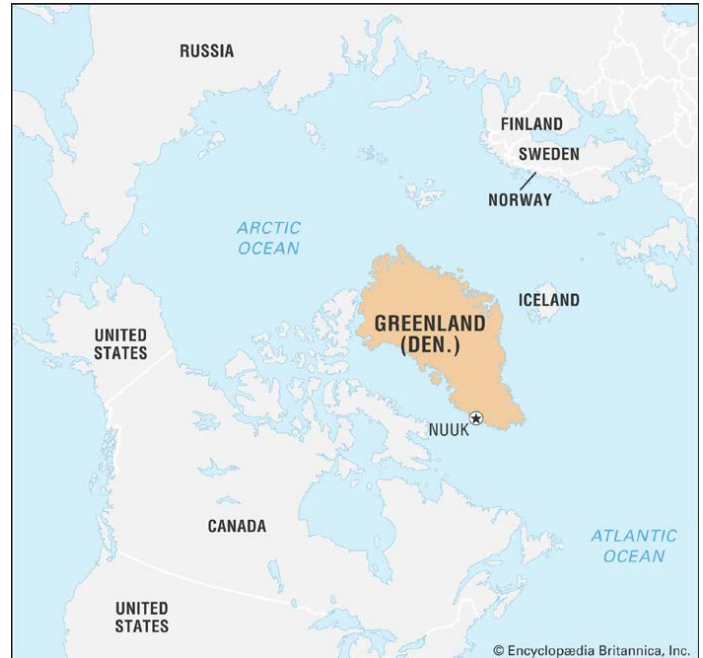 RUSSIA
FINLAND
SWEDEN
NORWAY
ARCTIC
OCEAN
ICELAND
GREENLAND
(DEN.)
UNITED
STATES
NUUK
CANADA
ATLANTIC
OCEAN
UNITED
STATES
© Encyclopædia Britannica, Inc.